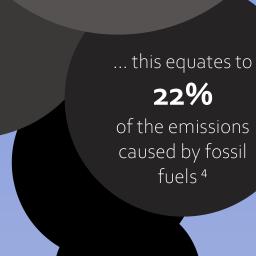 ... this equates to
22%
of the emissions
caused by fossil
fuels ⁴